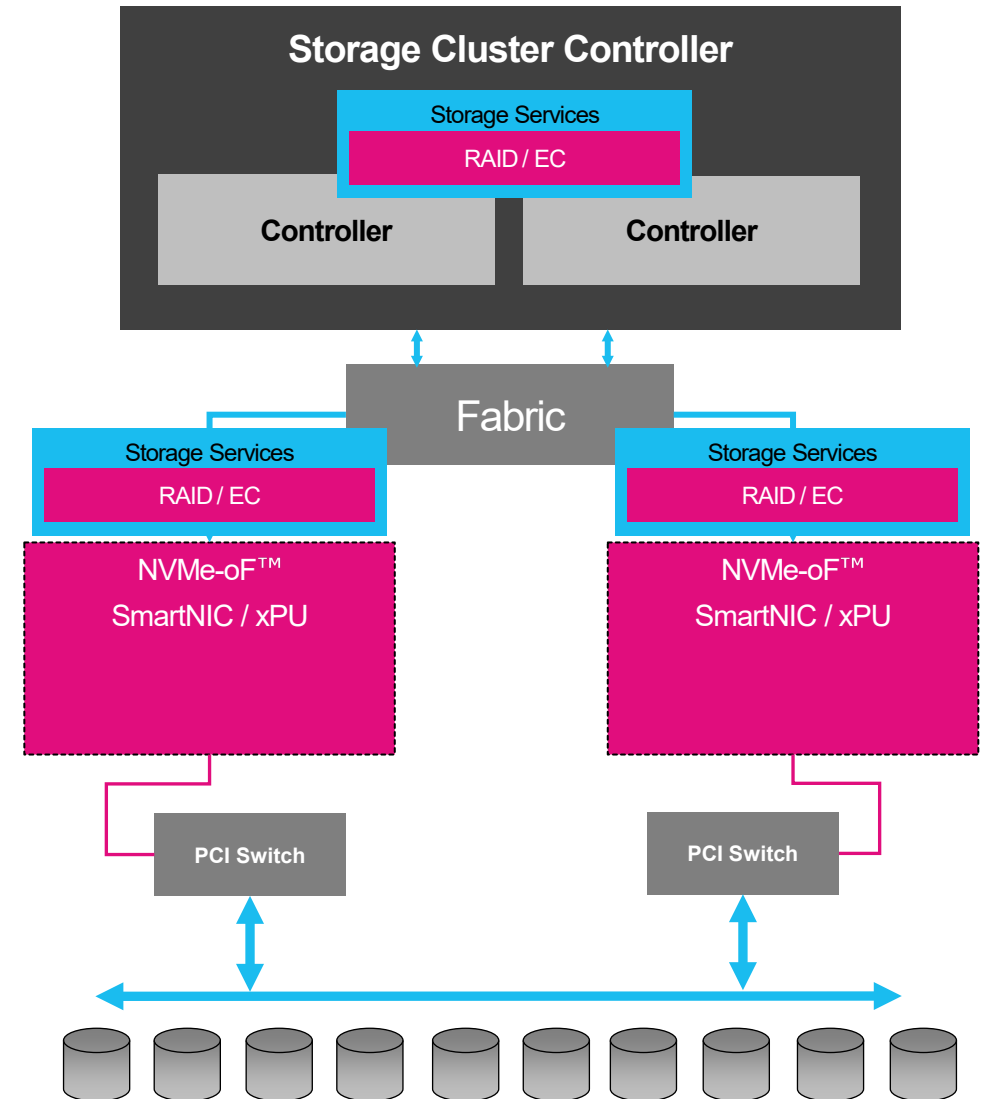 Storage Cluster Controller
Storage Services
RAID / EC
Controller
Controller
Fabric
Storage Services
RAID / EC
Storage Services
RAID / EC
NVMe-oF™
SmartNIC / xPU
NVMe-oF™
SmartNIC / xPU
PCI Switch
PCI Switch